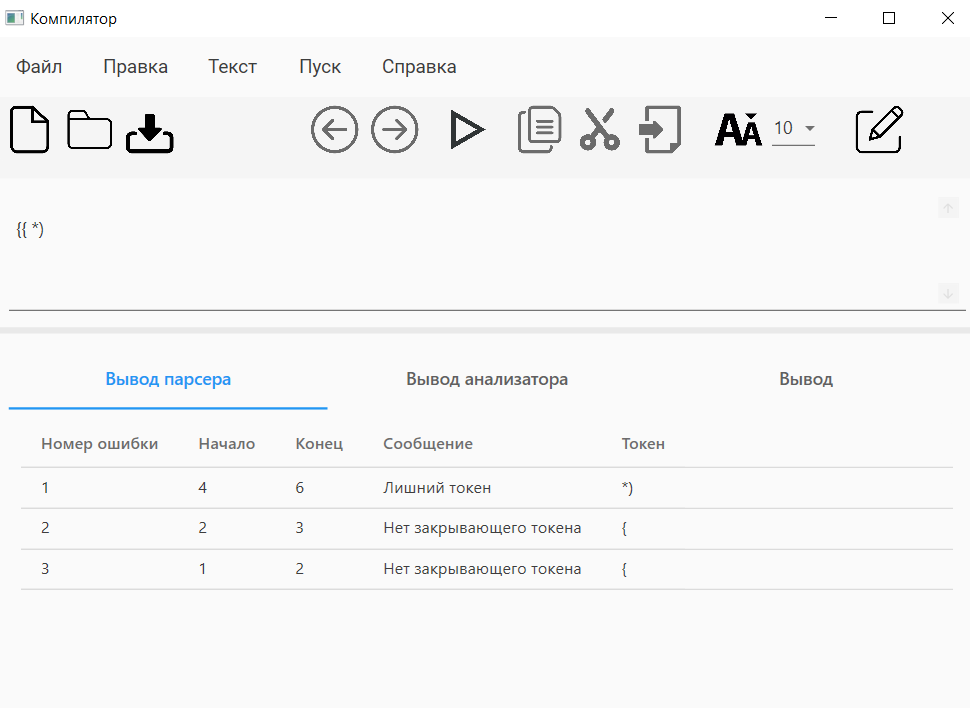 Компилятор
Файл Правка Текст Пуск Справка
AA 10
{{ *)
Вывод парсера Вывод анализатора Вывод
Номер ошибки Начало Конец Сообщение Токен
1 4 6 Лишний токен *)
2 2 3 Нет закрывающего токена {
3 1 2 Нет закрывающего токена {